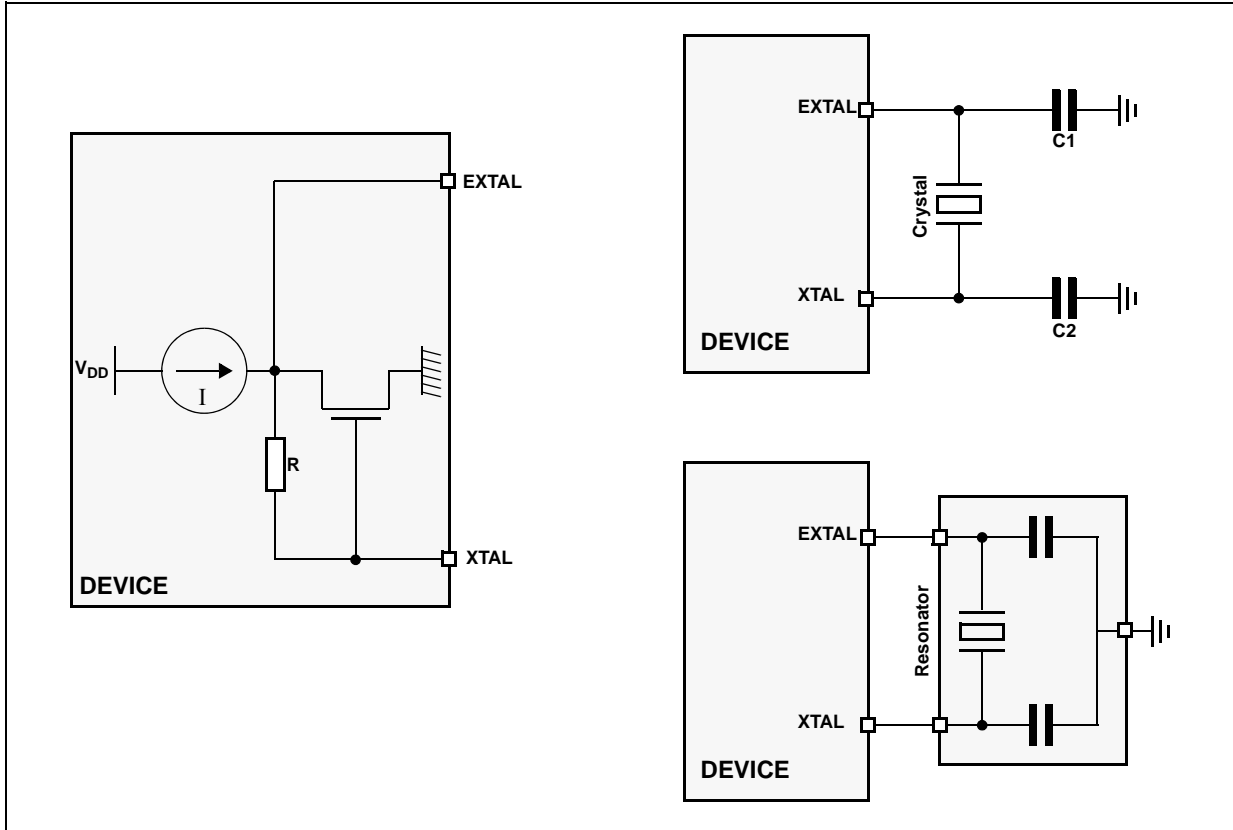 EXTAL
VDD
I
R
XTAL
DEVICE
EXTAL
C1
Crystal
XTAL
C2
DEVICE
EXTAL
Resonator
XTAL
DEVICE